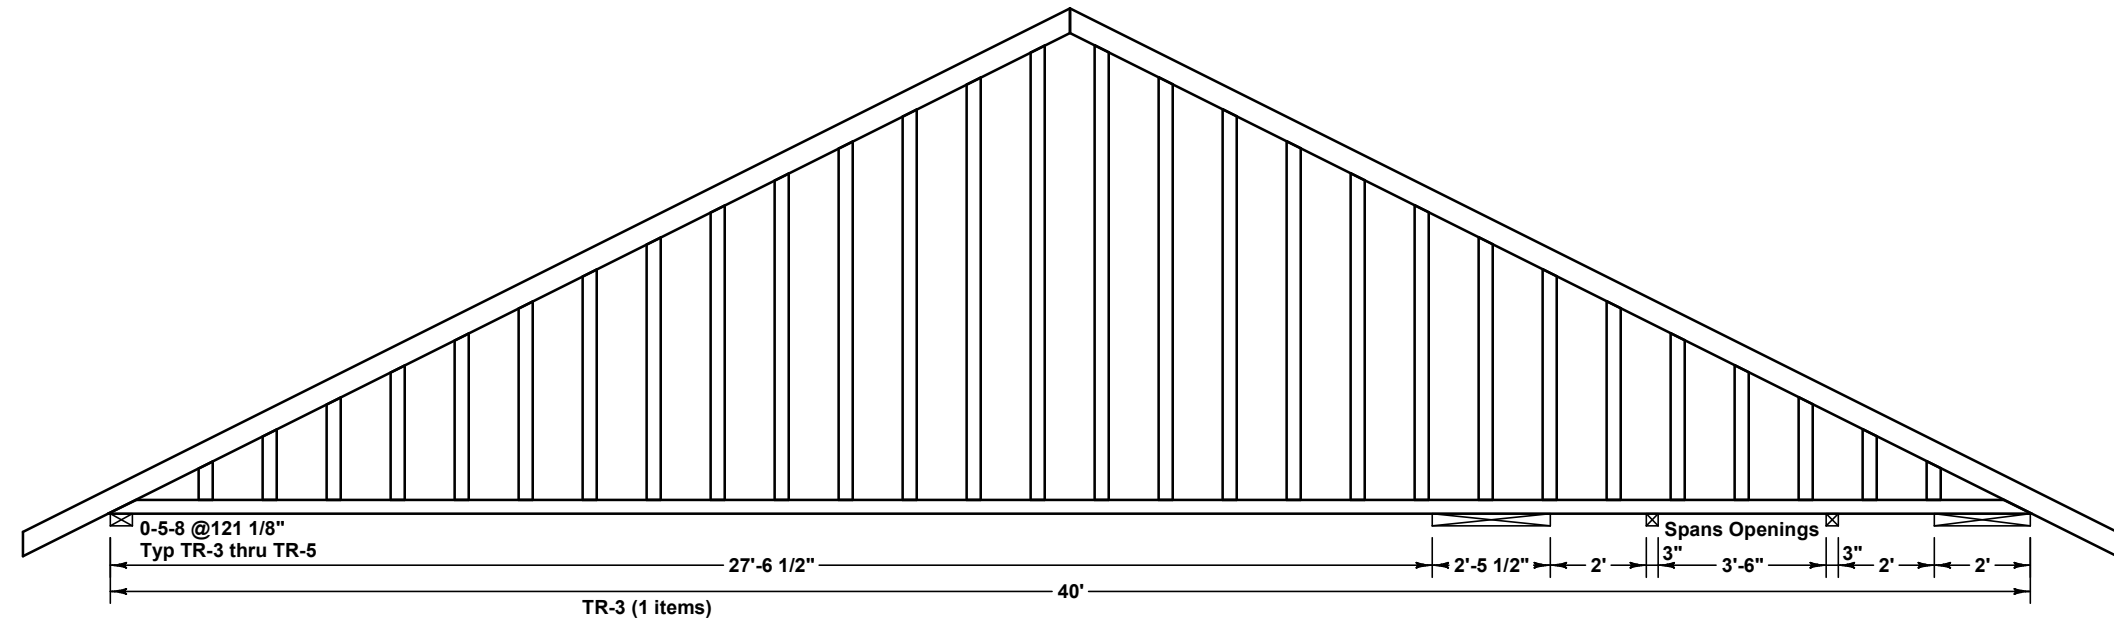 0-5-8 @121 1/8"
Typ TR-3 thru TR-5
Spans Openings
27'-6 1/2"
2'-5 1/2"
2'
3"
3'-6"
3"
2'
2'
40'
TR-3 (1 items)